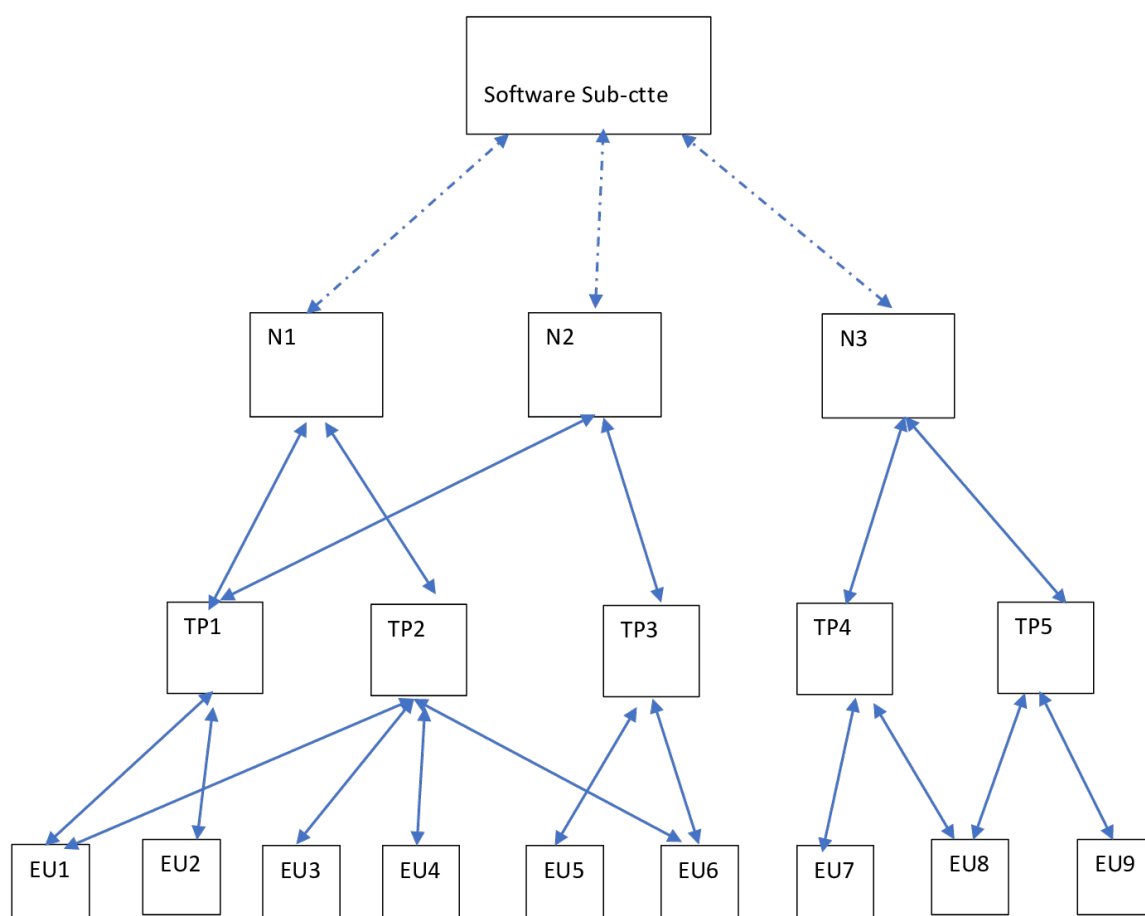 Software Sub-ctte
N1
N2
N3
TP1
TP2
TP3
TP4
TP5
EU1
EU2
EU3
EU4
EU5
EU6
EU7
EU8
EU9